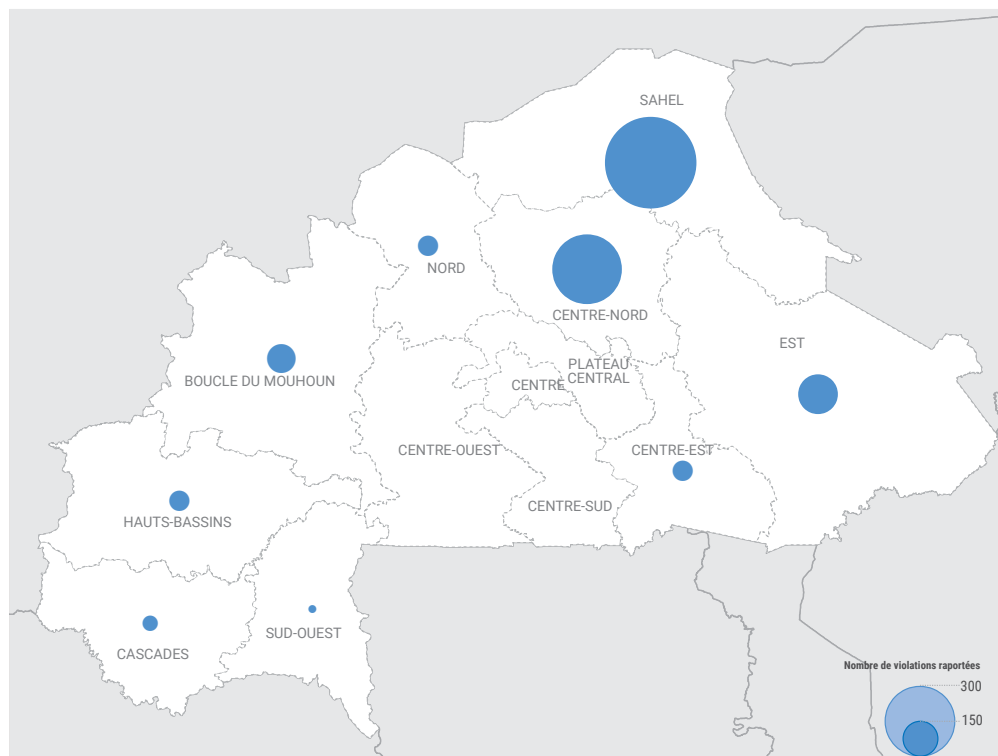 SAHEL
NORD
CENTRE-NORD
EST
PLATEAU
CENTRAL
CENTRE
BOUCLE DU MOUHOUN
CENTRE-OUEST
CENTRE-EST
CENTRE-SUD
HAUTS-BASSINS
SUD-OUEST
CASCADES
Nombre de violations raportées
300
150